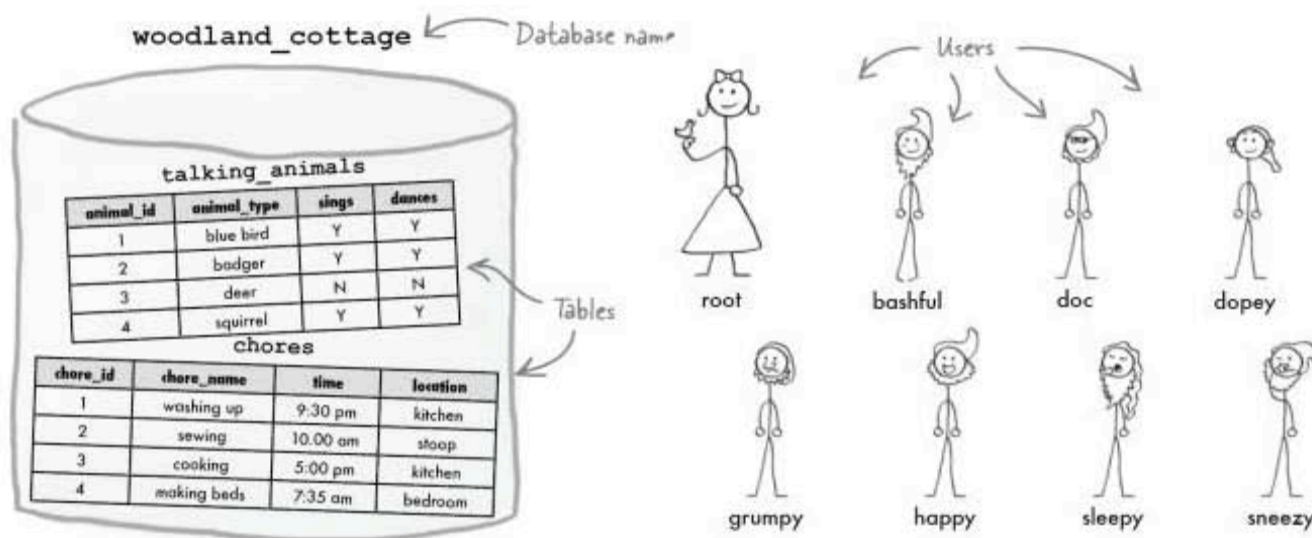 woodland_cottage
Database name
talking_animals
animal_id animal_type sings dances
1 blue bird Y Y
2 badger Y Y
3 deer N N
4 squirrel Y Y
Tables
chores
chore_id chore_name time location
1 washing up 9:30 pm kitchen
2 sewing 10.00 am stoop
3 cooking 5:00 pm kitchen
4 making beds 7:35 am bedroom
Users
root bashful doc dopey
grumpy happy sleepy sneezy